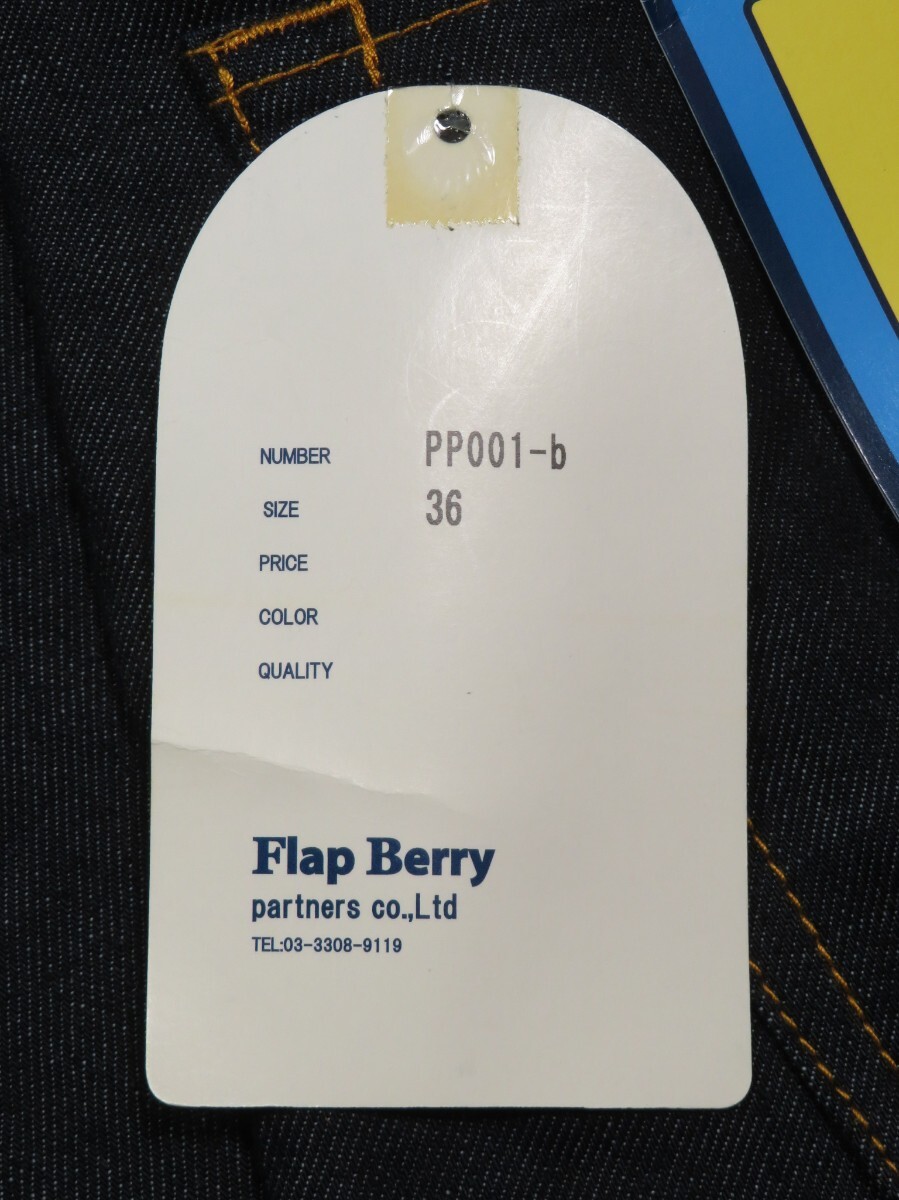 NUMBER PP001-b
SIZE 36
PRICE
COLOR
QUALITY
Flap Berry
partners co.,Ltd
TEL:03-3308-9119